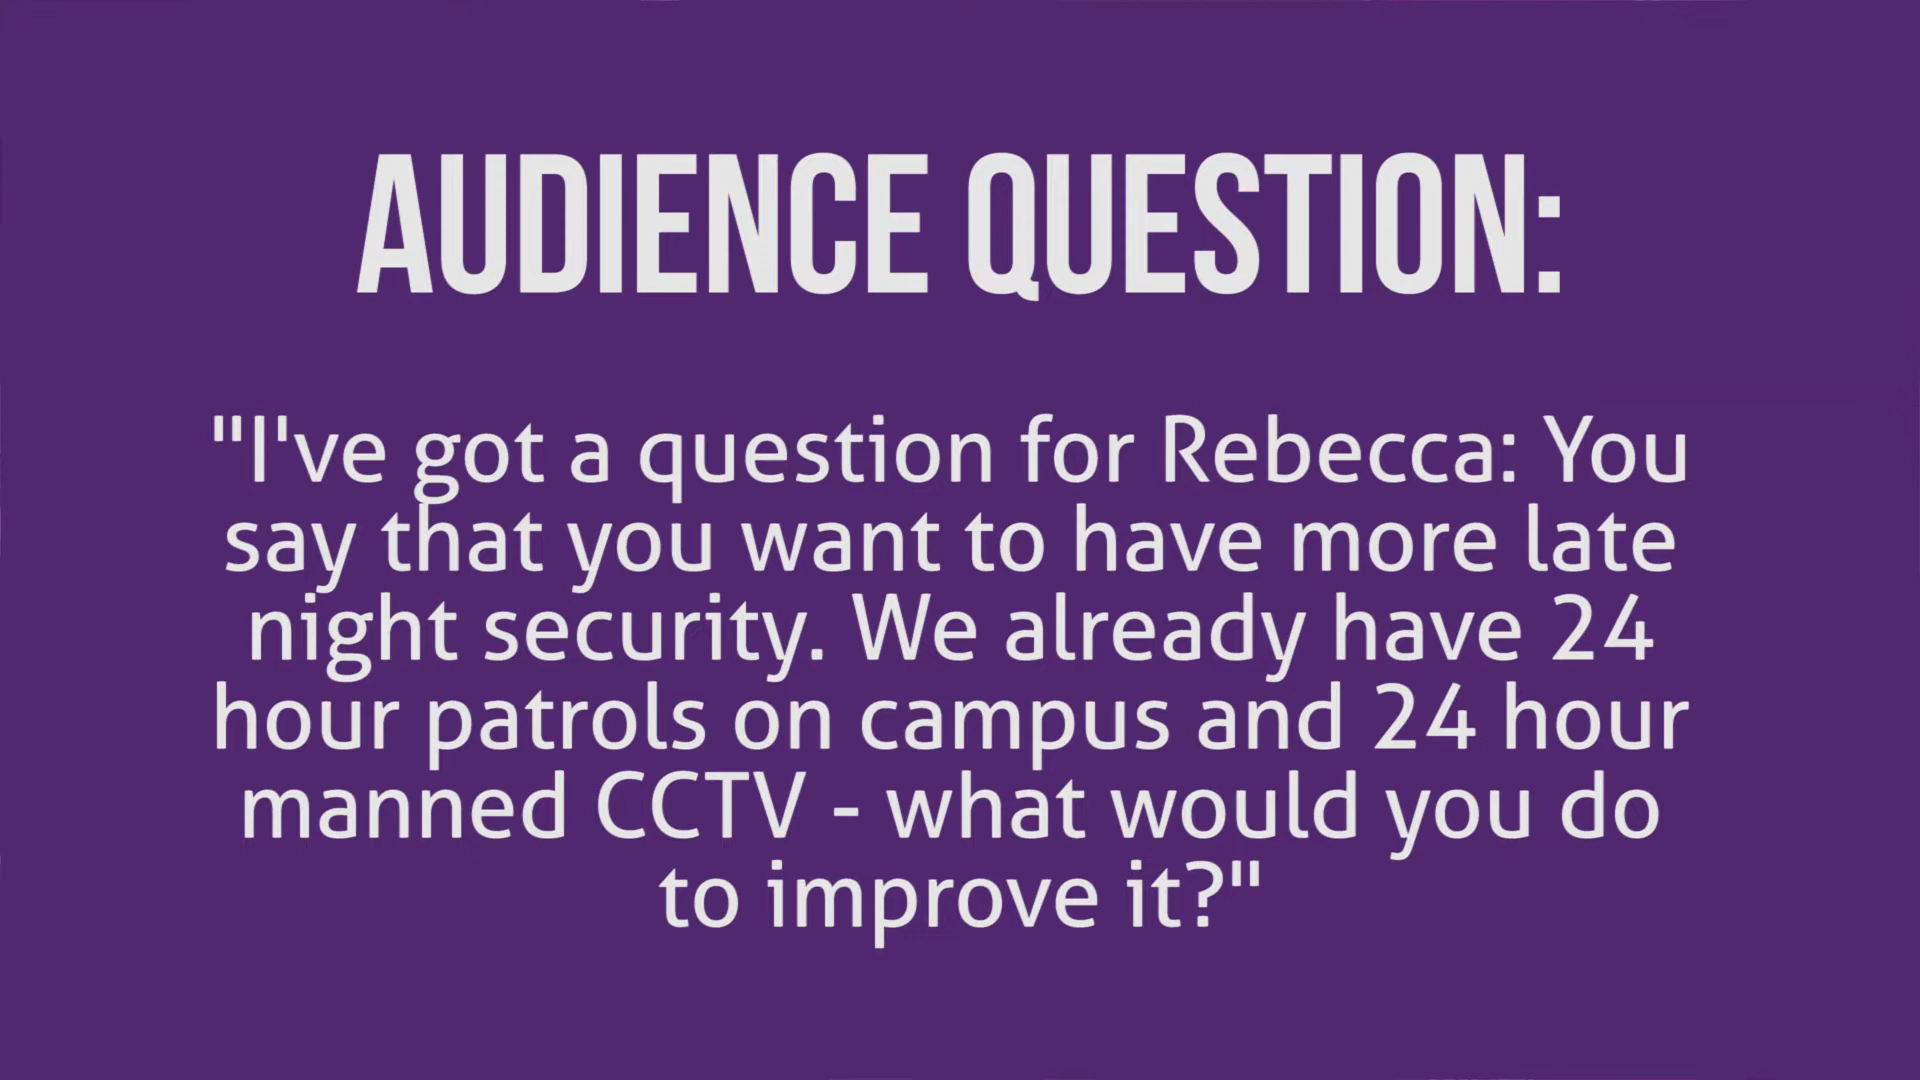 AUDIENCE QUESTION:
"I've got a question for Rebecca: You
say that you want to have more late
night security. We already have 24
hour patrols on campus and 24 hour
manned CCTV - what would you do
to improve it?"